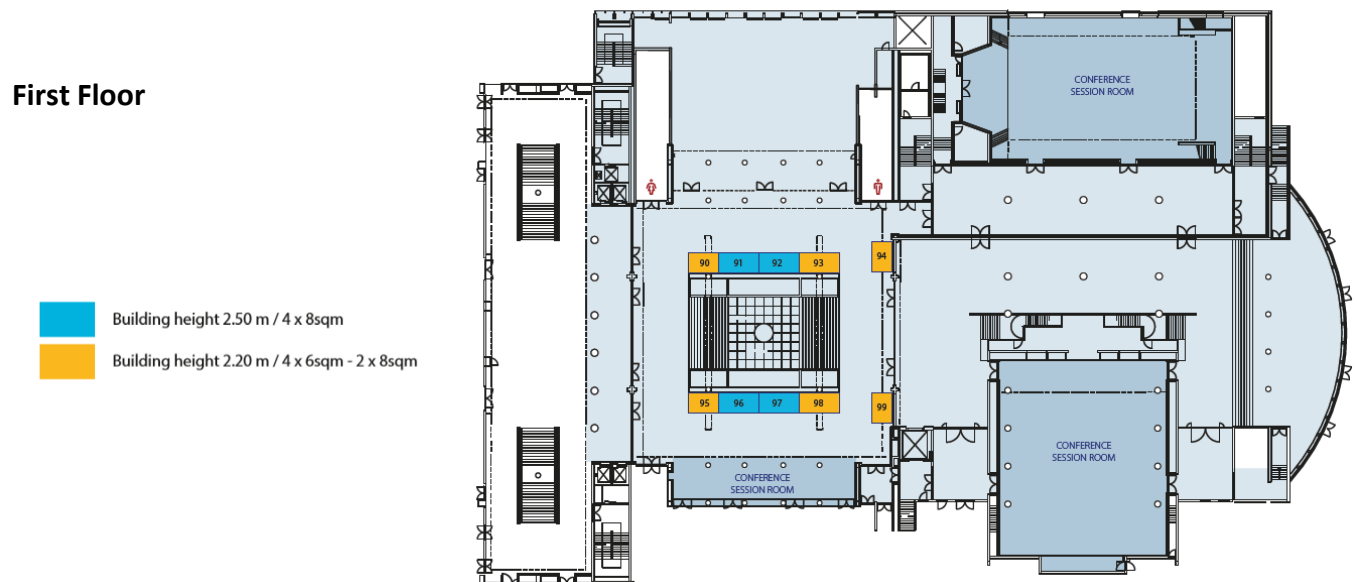 First Floor
CONFERENCE
SESSION ROOM
90 91 92 93
94
Building height 2.50 m / 4 x 8sqm
Building height 2.20 m / 4 x 6sqm - 2 x 8sqm
95 96 97 98
99
CONFERENCE
SESSION ROOM
CONFERENCE
SESSION ROOM